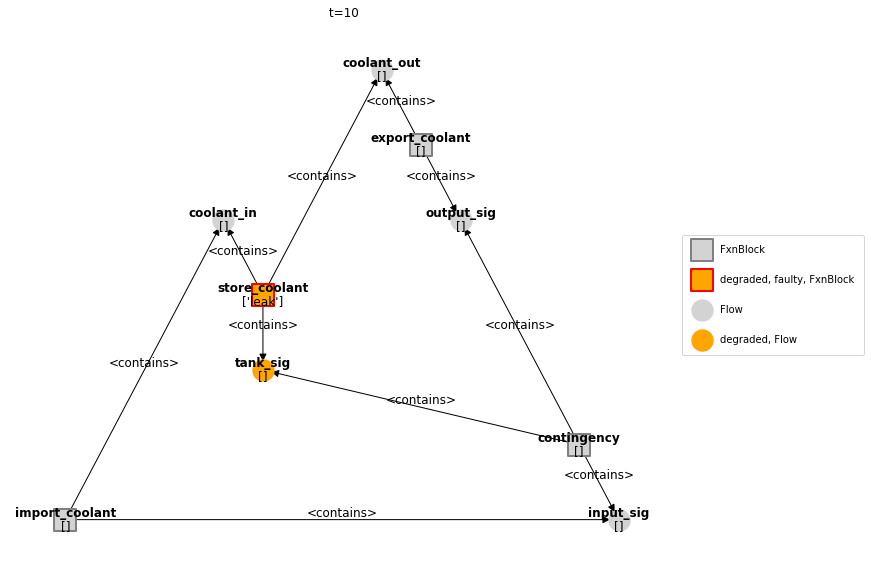 t=10
coolant_out
[]
<contains>
export_coolant
[]
<contains>
<contains>
coolant_in
[]
output_sig
[]
<contains>
FxnBlock
store_coolant
['leak']
degraded, faulty, FxnBlock
Flow
<contains>
<contains>
degraded, Flow
<contains>
tank_sig
[]
<contains>
contingency
[]
<contains>
import_coolant
[]
<contains>
input_sig
[]